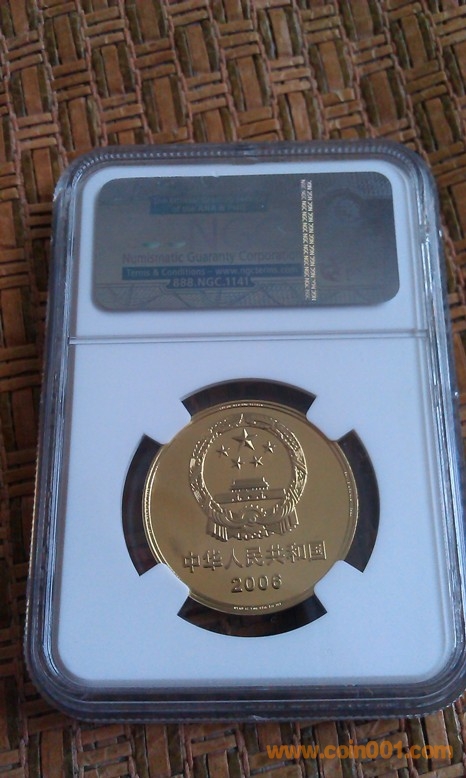 Numismatic Guaranty Corporation
Terms & Conditions - www.ngcterms.com
888.NGC.1141
中华人民共和国
2006
www.coin001.com